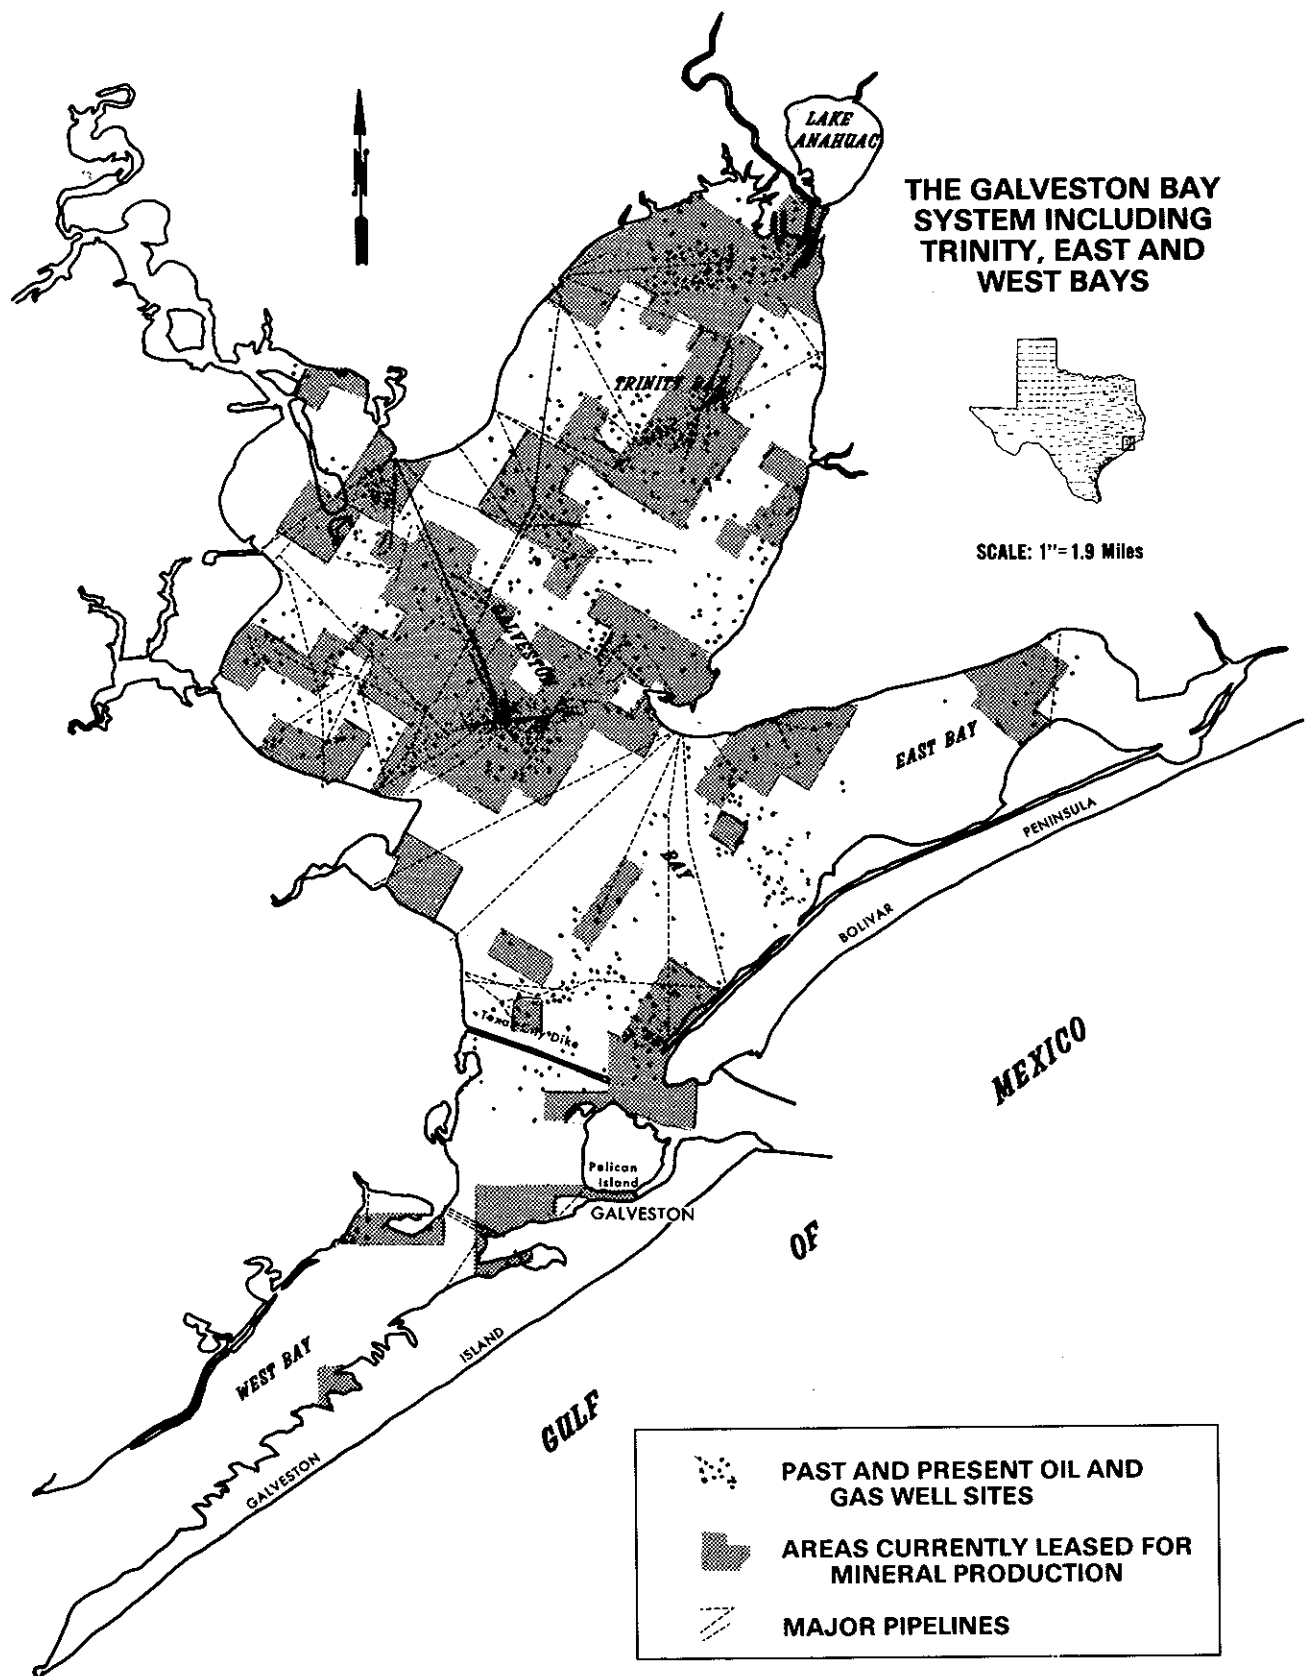 LAKE
ANAHUAC
N
THE GALVESTON BAY
SYSTEM INCLUDING
TRINITY, EAST AND
WEST BAYS
TRINITY BAY
SCALE: 1"= 1.9 Miles
GALVESTON
BAY
EAST BAY
PENINSULA
BOLIVAR
Texas City Dike
MEXICO
OF
GULF
Pelican
Island
GALVESTON
WEST BAY
ISLAND
GALVESTON
PAST AND PRESENT OIL AND
GAS WELL SITES
AREAS CURRENTLY LEASED FOR
MINERAL PRODUCTION
MAJOR PIPELINES